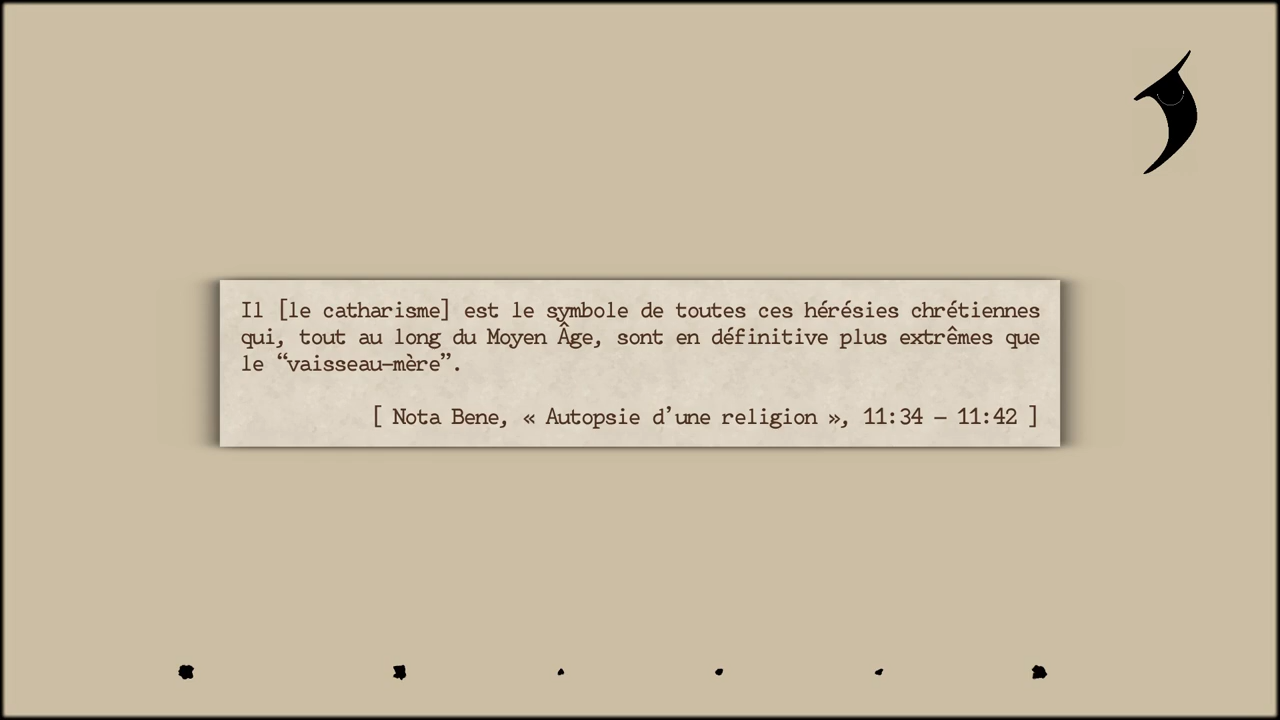 Il [le catharisme] est le symbole de toutes ces hérésies chrétiennes
qui, tout au long du Moyen Âge, sont en définitive plus extrêmes que
le “vaisseau-mère”.
[ Nota Bene, « Autopsie d’une religion », 11:34 – 11:42 ]